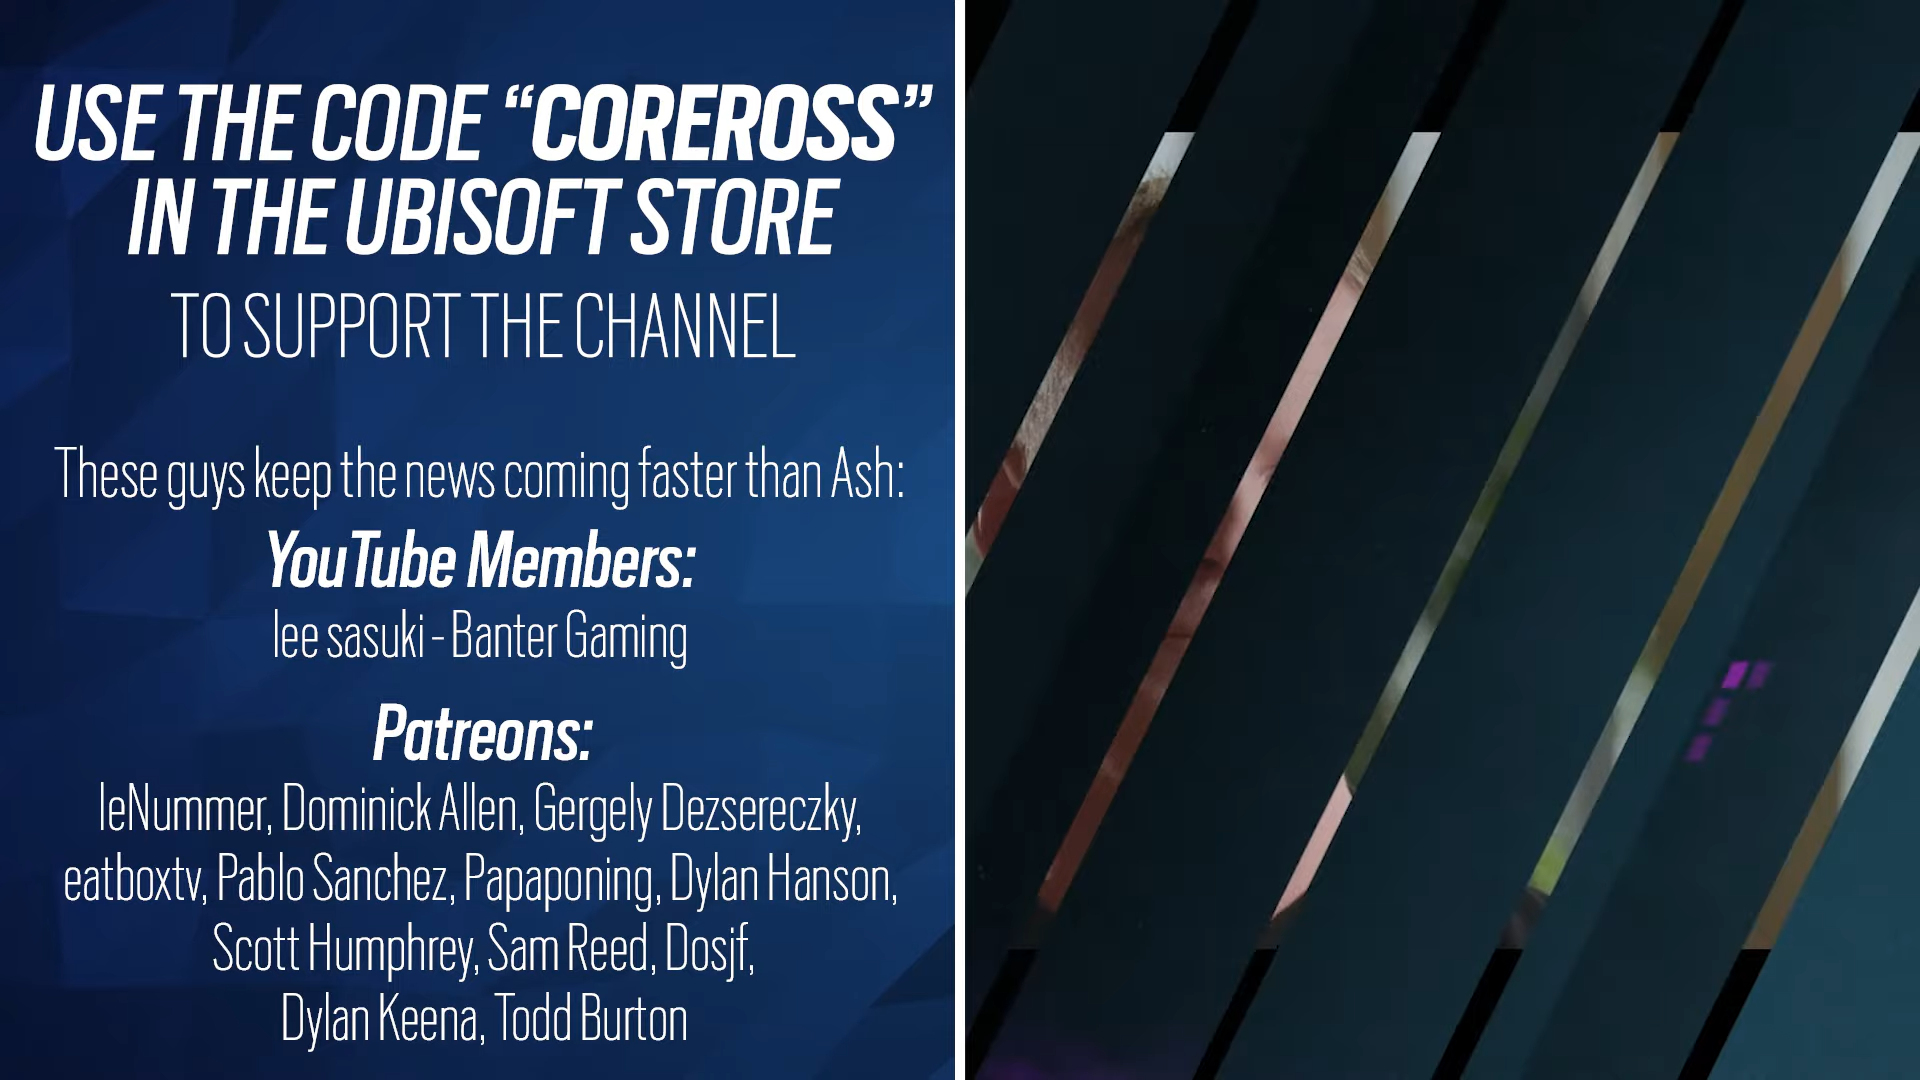 USE THE CODE “COREROSS”
IN THE UBISOFT STORE
TO SUPPORT THE CHANNEL
These guys keep the news coming faster than Ash:
YouTube Members:
lee sasuki - Banter Gaming
Patreons:
leNummer, Dominick Allen, Gergely Dezsereczky,
eatboxtv, Pablo Sanchez, Papaponing, Dylan Hanson,
Scott Humphrey, Sam Reed, Dosjf,
Dylan Keena, Todd Burton